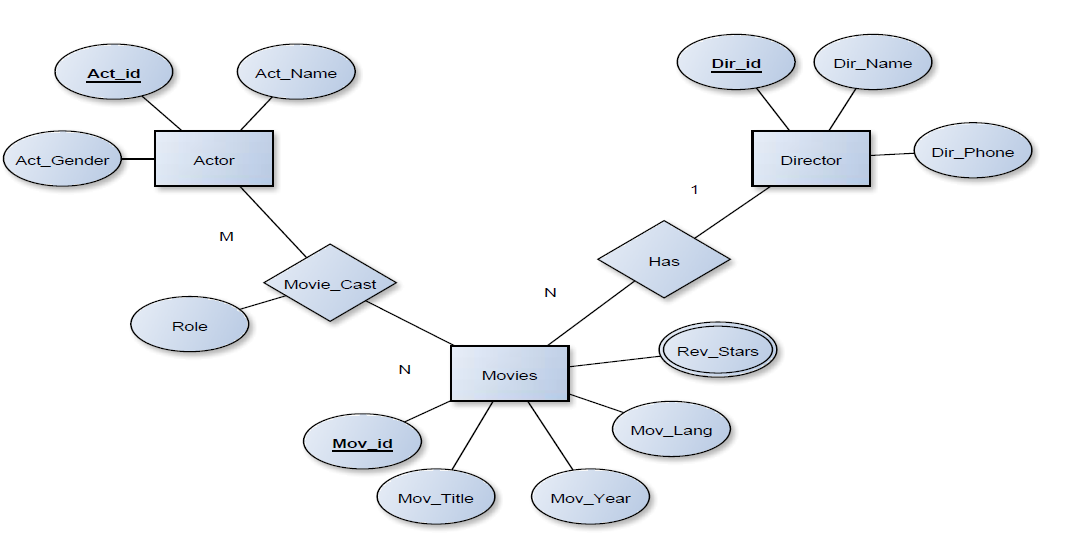 Act_id
Act_Name
Act_Gender
Actor
Dir_id
Dir_Name
Dir_Phone
Director
1
M
Has
Movie_Cast
N
Role
Rev_Stars
N
Movies
Mov_Lang
Mov_id
Mov_Title
Mov_Year